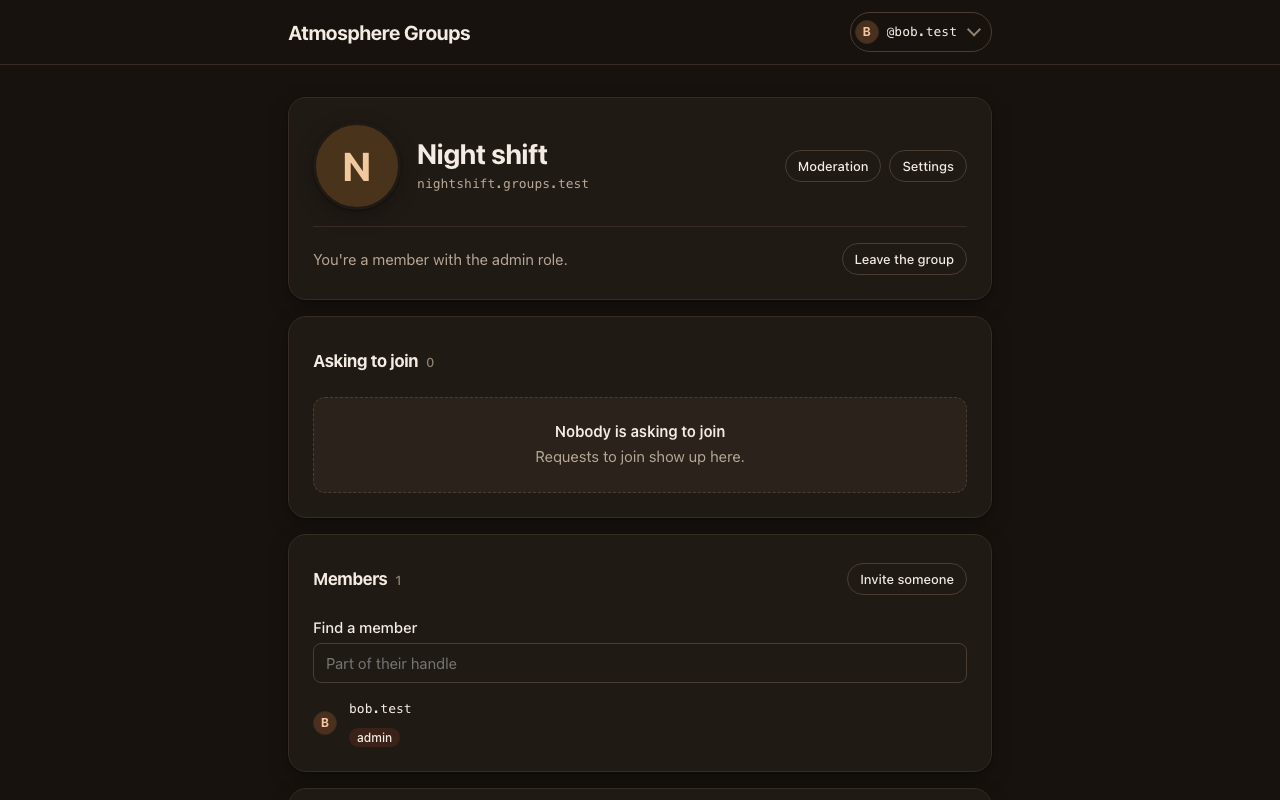 Atmosphere Groups
B @bob.test
N
Night shift
nightshift.groups.test
Moderation
Settings
You're a member with the admin role.
Leave the group
Asking to join 0
Nobody is asking to join
Requests to join show up here.
Members 1
Invite someone
Find a member
Part of their handle
B
bob.test
admin